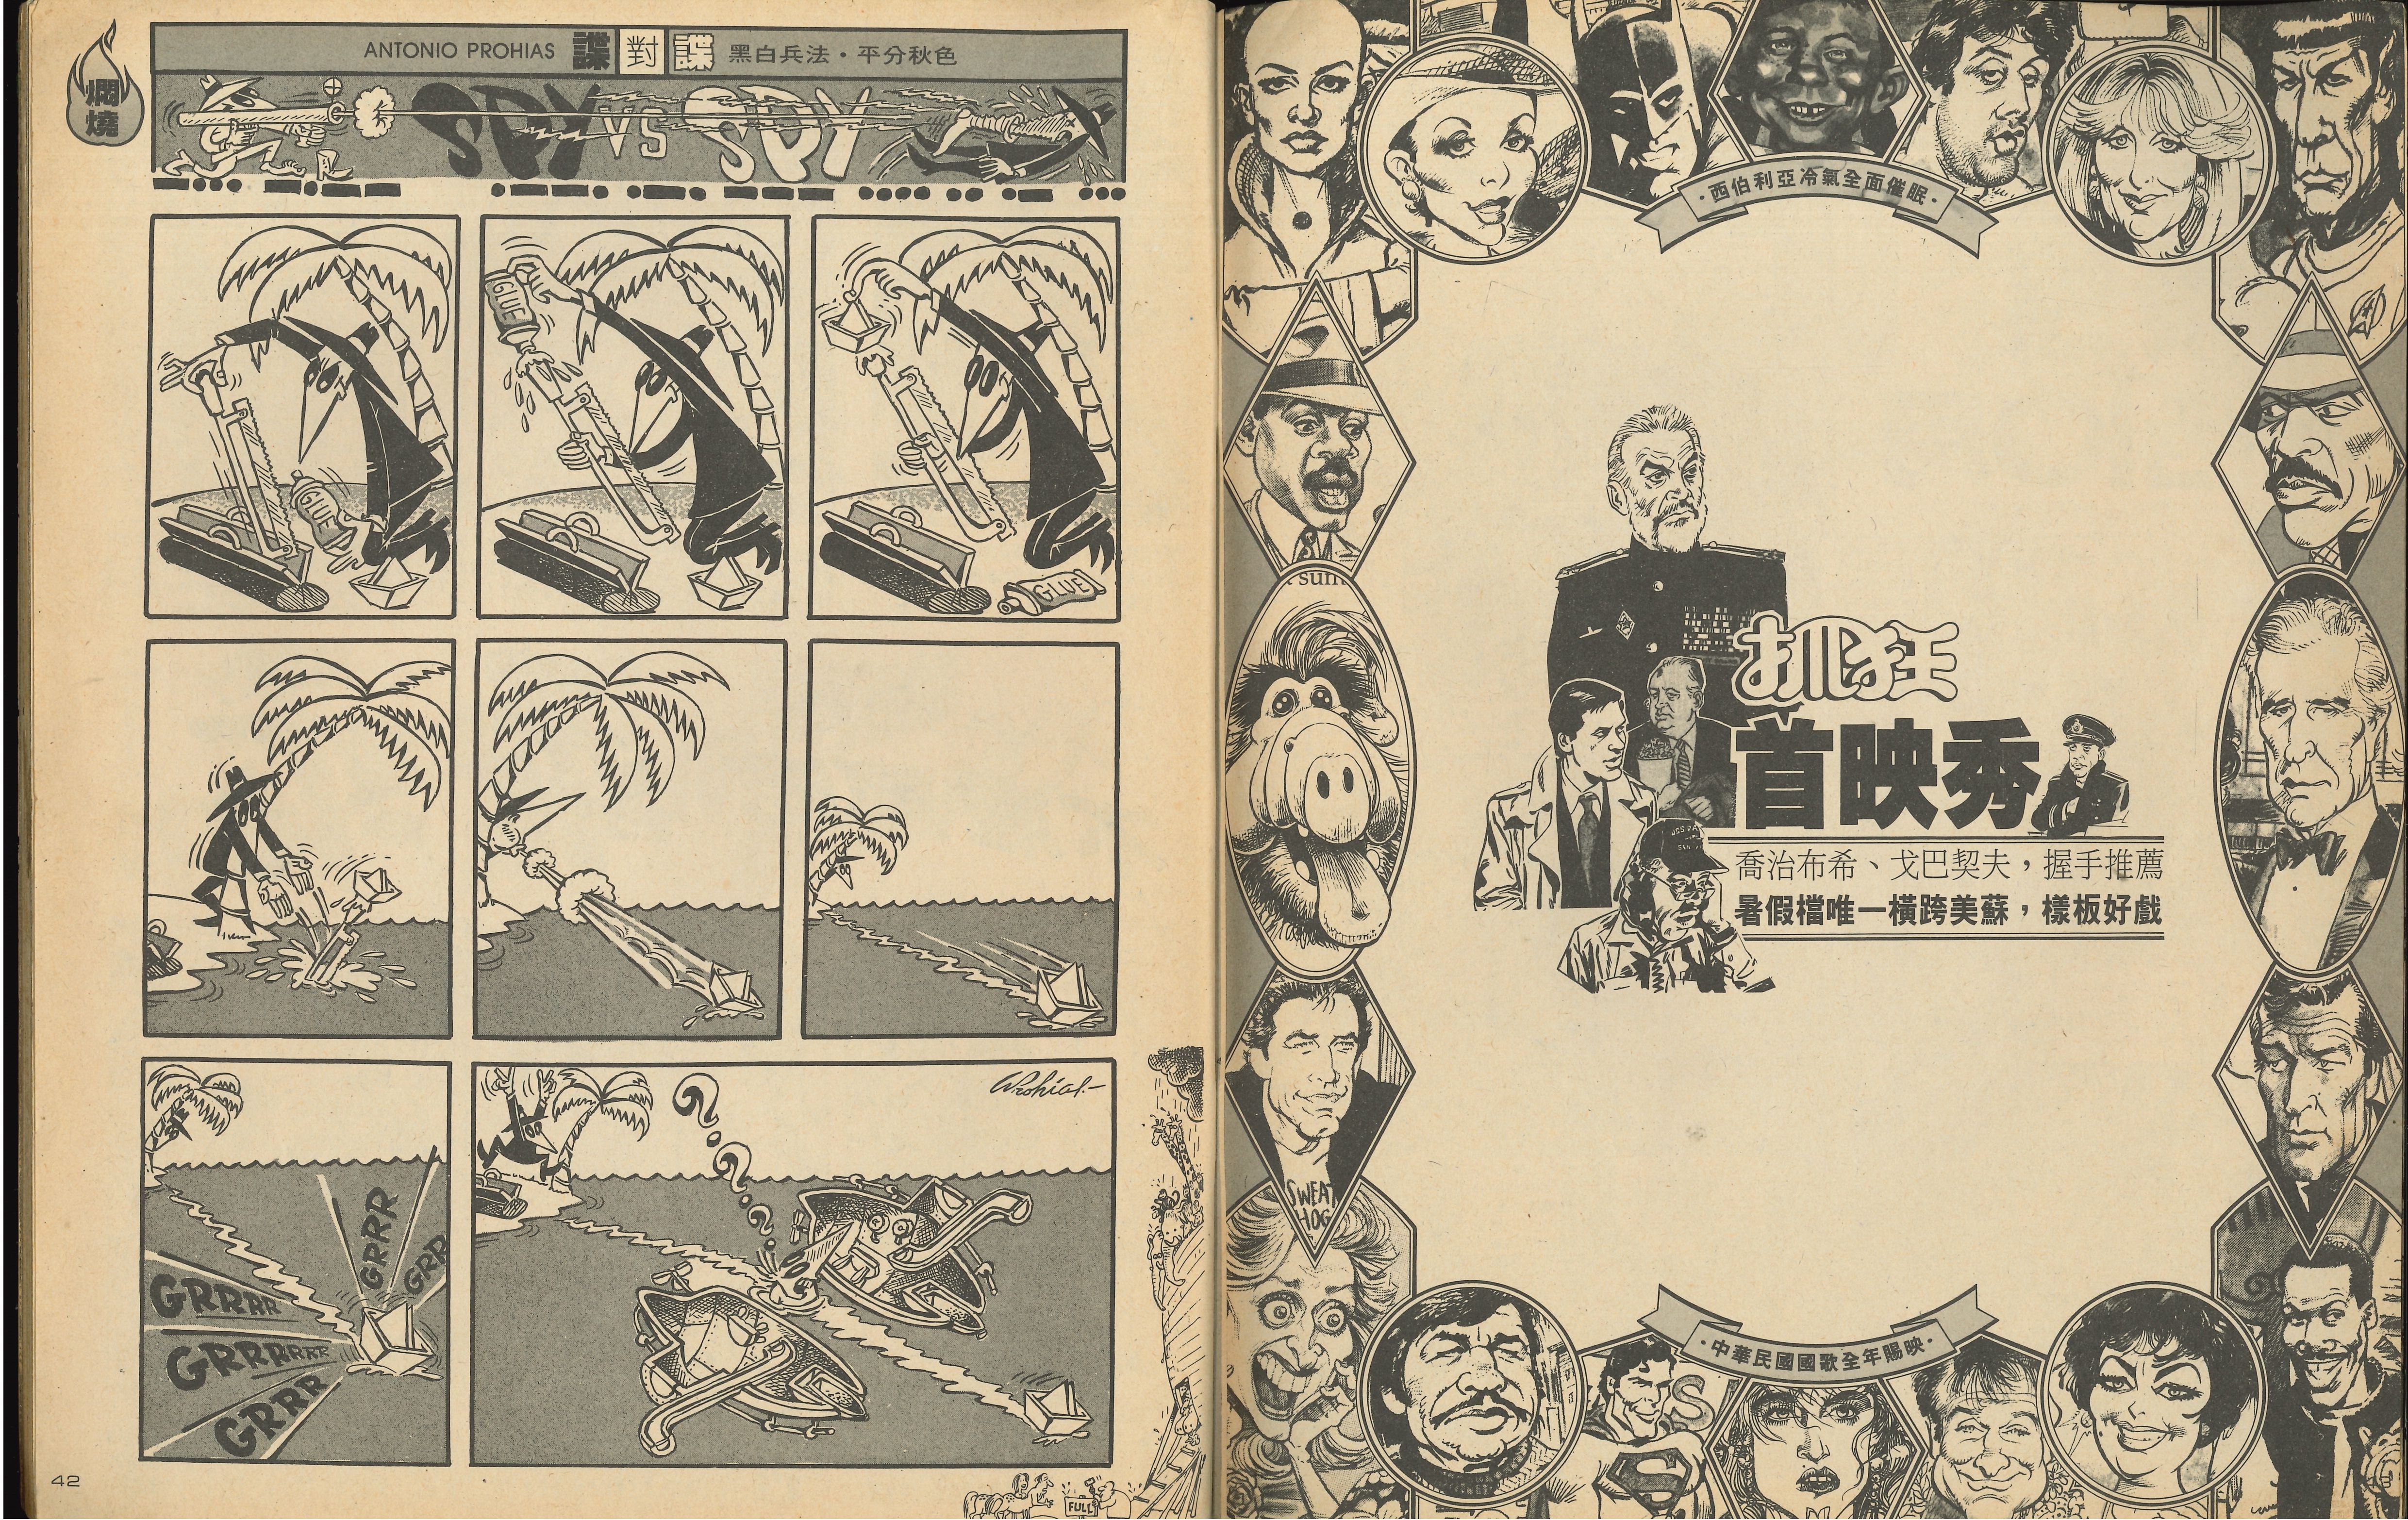 燜燒
ANTONIO PROHIAS 諜對諜 黑白兵法・平分秋色
SPY VS SPY
GLUE
GLUE
GLUE
GRRR
GRR
GRRRRR
GRRRRRRR
GRRR
Prohias
FULL
42
・西伯利亞冷氣全面催眠・
抓狂
首映秀
喬治布希、戈巴契夫，握手推薦
暑假檔唯一橫跨美蘇，樣板好戲
SWEAT
HOG
S
・中華民國國歌全年賜映・